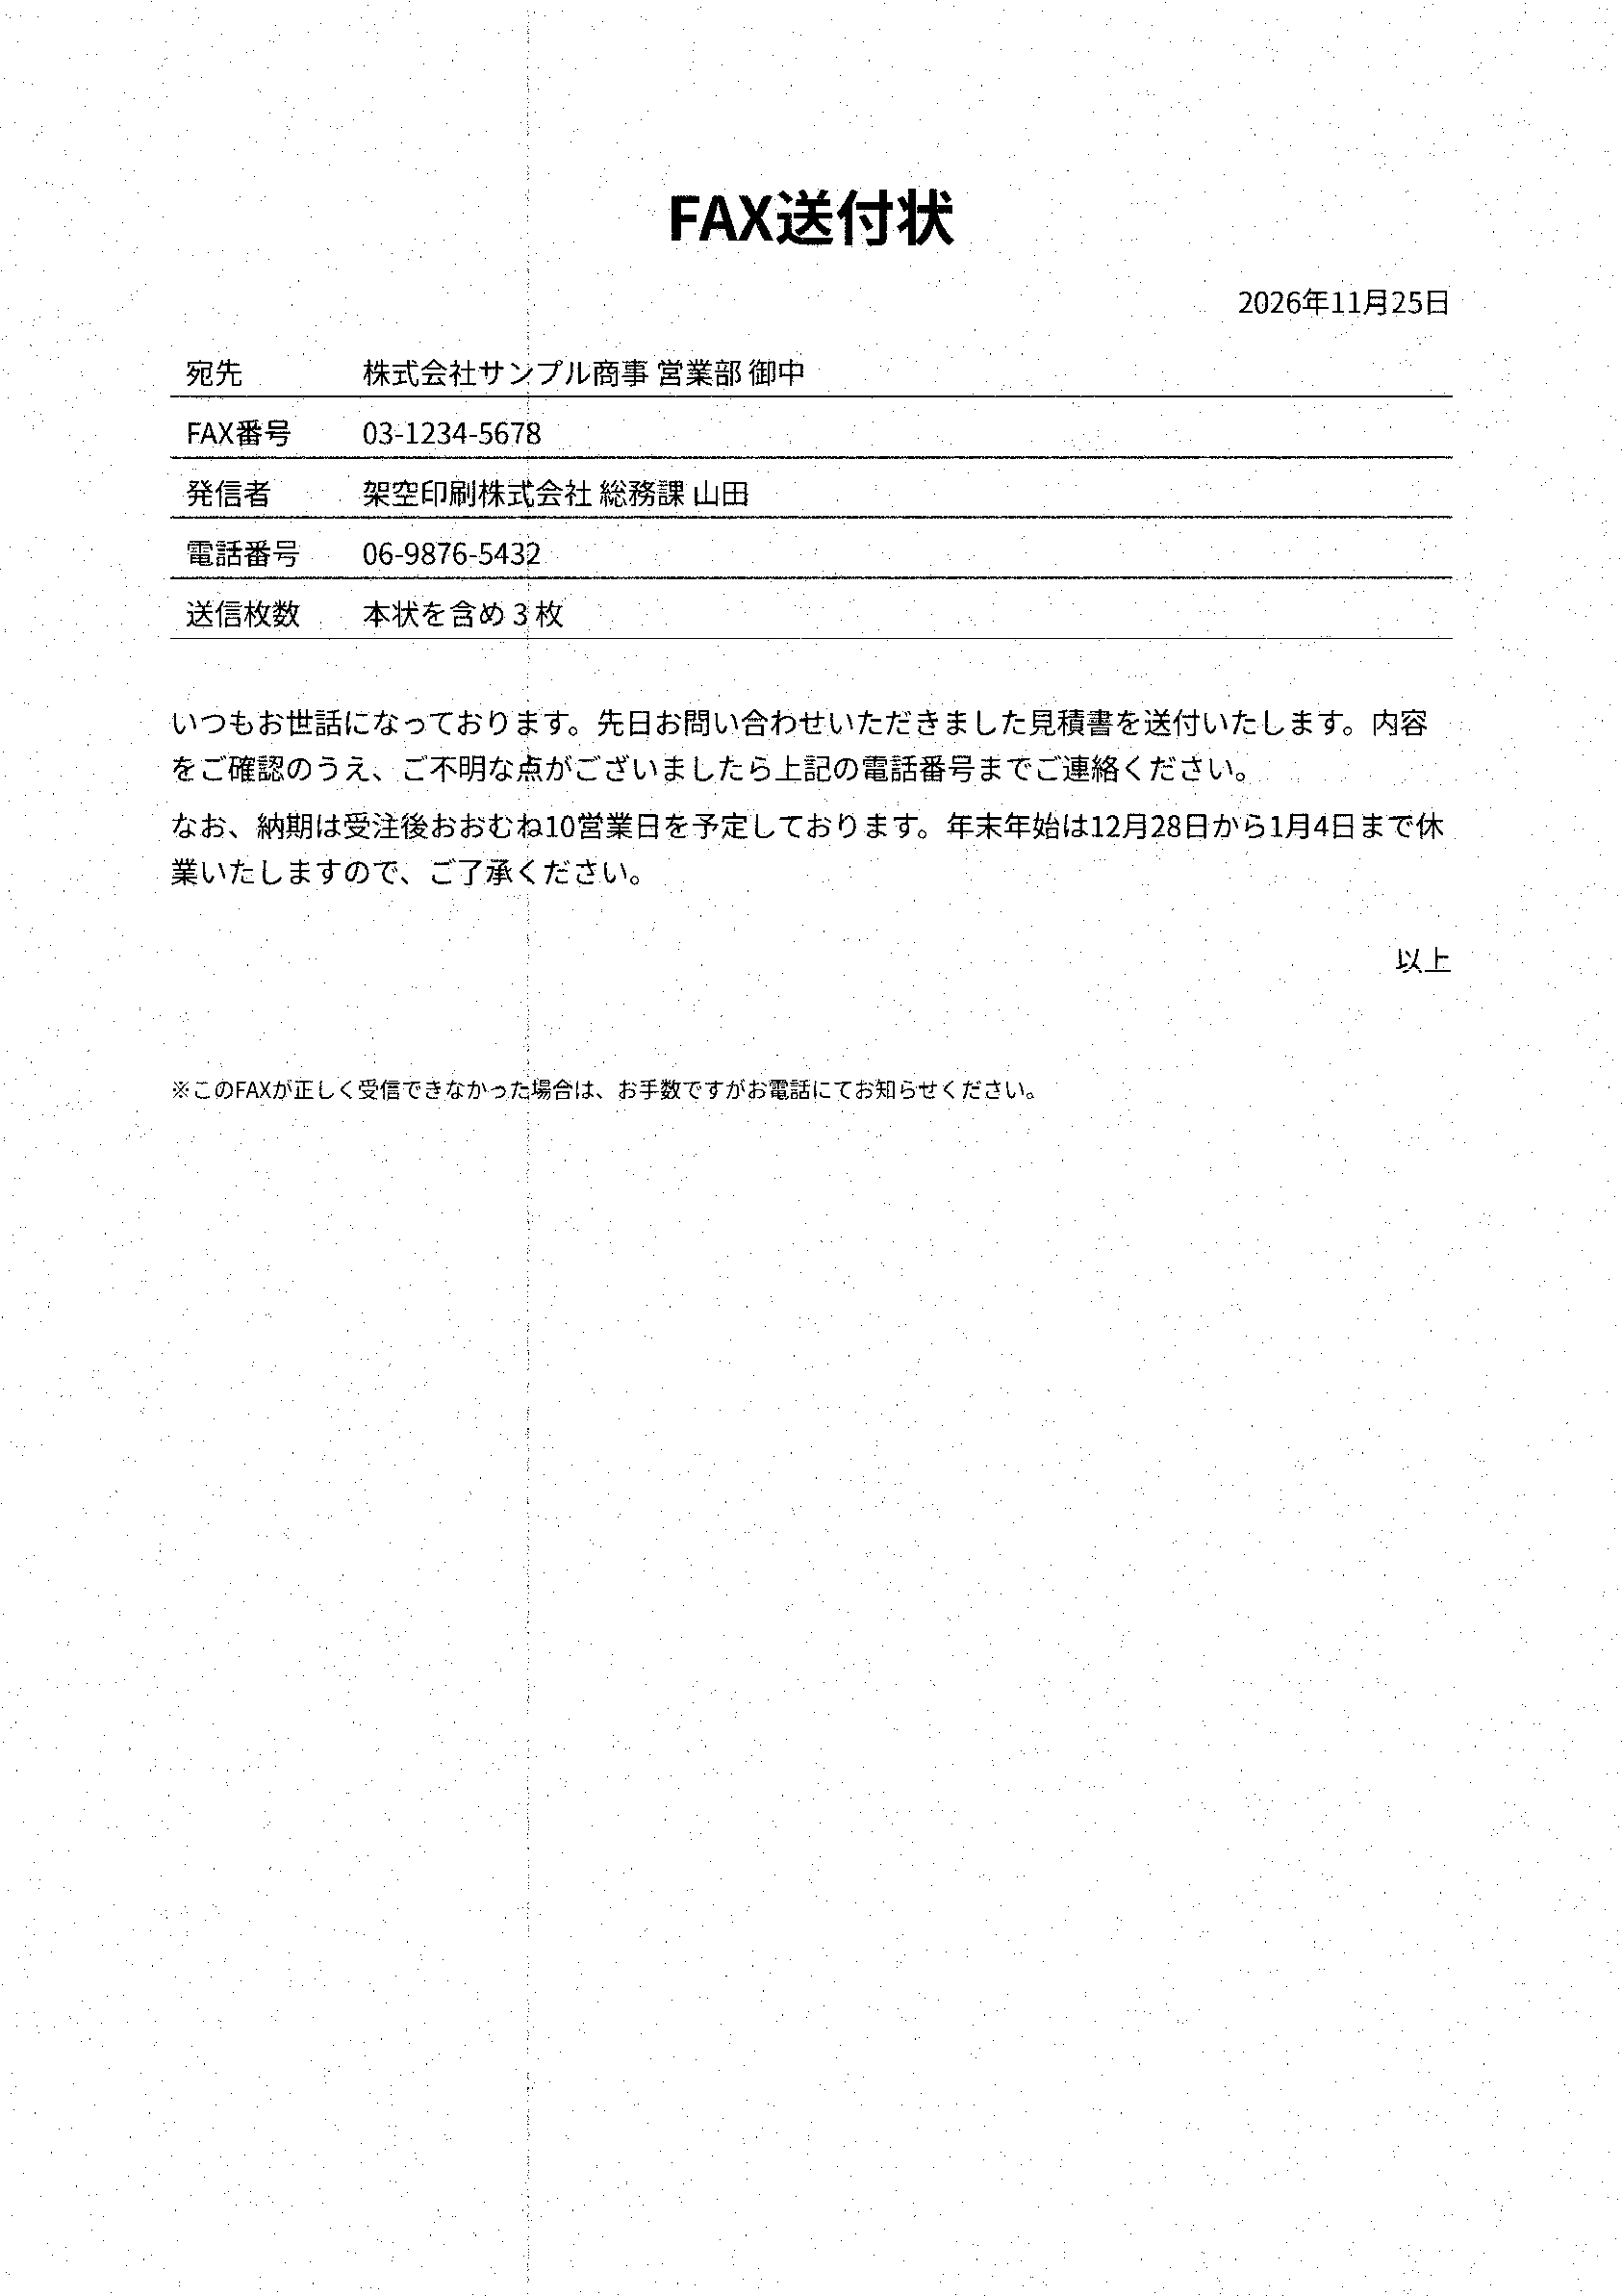 FAX送付状
2026年11月25日
宛先 株式会社サンプル商事 営業部 御中
FAX番号 03-1234-5678
発信者 架空印刷株式会社 総務課 山田
電話番号 06-9876-5432
送信枚数 本状を含め 3 枚
いつもお世話になっております。先日お問い合わせいただきました見積書を送付いたします。内容
をご確認のうえ、ご不明な点がございましたら上記の電話番号までご連絡ください。
なお、納期は受注後おおむね10営業日を予定しております。年末年始は12月28日から1月4日まで休
業いたしますので、ご了承ください。
以上
※このFAXが正しく受信できなかった場合は、お手数ですがお電話にてお知らせください。